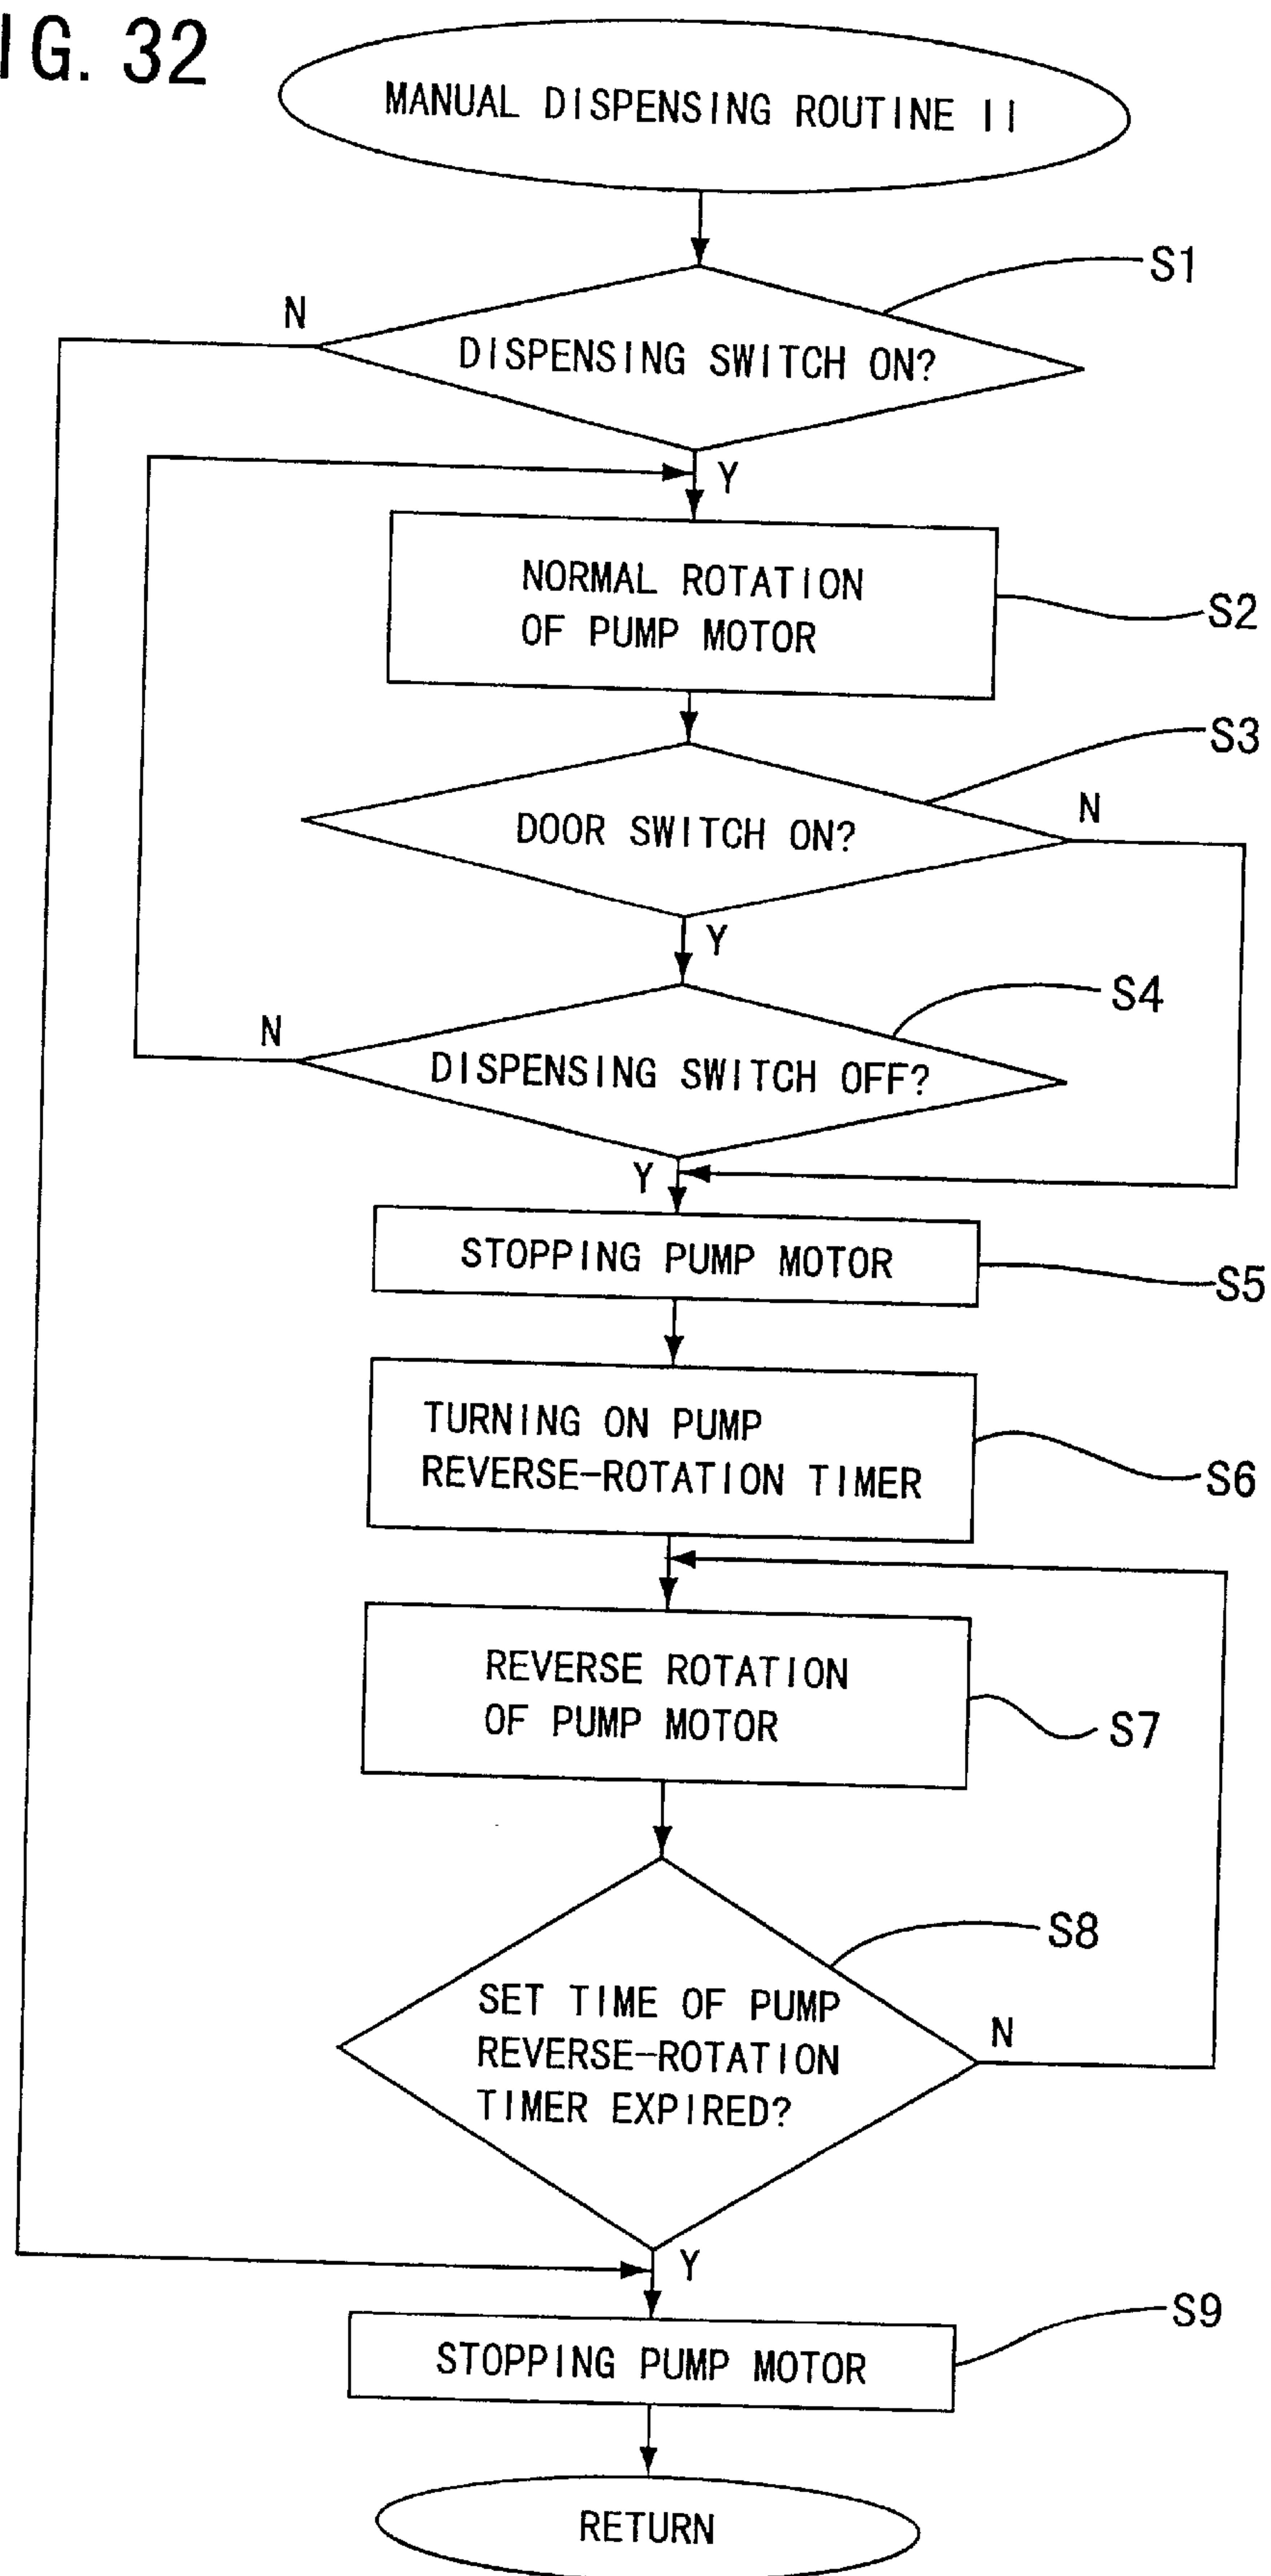 IG. 32
MANUAL DISPENSING ROUTINE II
S1
N
DISPENSING SWITCH ON?
Y
NORMAL ROTATION
OF PUMP MOTOR
S2
S3
N
DOOR SWITCH ON?
Y
S4
N
DISPENSING SWITCH OFF?
Y
STOPPING PUMP MOTOR
S5
TURNING ON PUMP
REVERSE-ROTATION TIMER
S6
REVERSE ROTATION
OF PUMP MOTOR
S7
S8
SET TIME OF PUMP
REVERSE-ROTATION
TIMER EXPIRED?
N
Y
S9
STOPPING PUMP MOTOR
RETURN